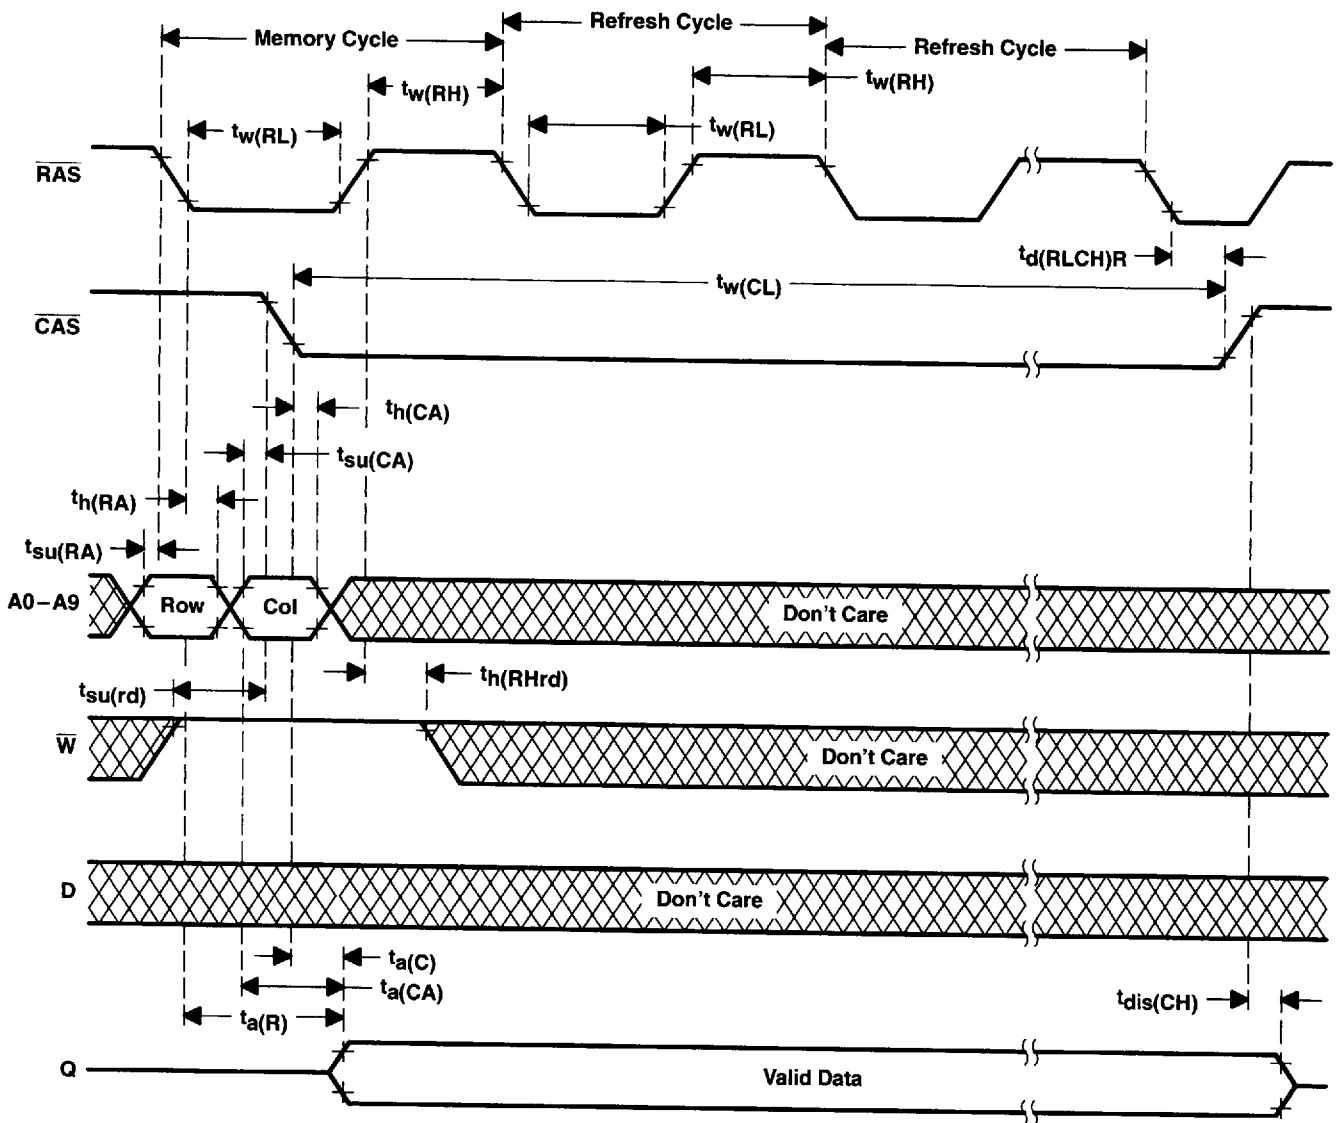 Memory Cycle
Refresh Cycle
Refresh Cycle
tw(RH)
tw(RH)
tw(RL)
tw(RL)
RAS
td(RLCH)R
tw(CL)
CAS
th(CA)
tsu(CA)
th(RA)
tsu(RA)
A0–A9
Row
Col
Don't Care
th(RHrd)
tsu(rd)
W
Don't Care
D
Don't Care
ta(C)
ta(CA)
tdis(CH)
ta(R)
Q
Valid Data